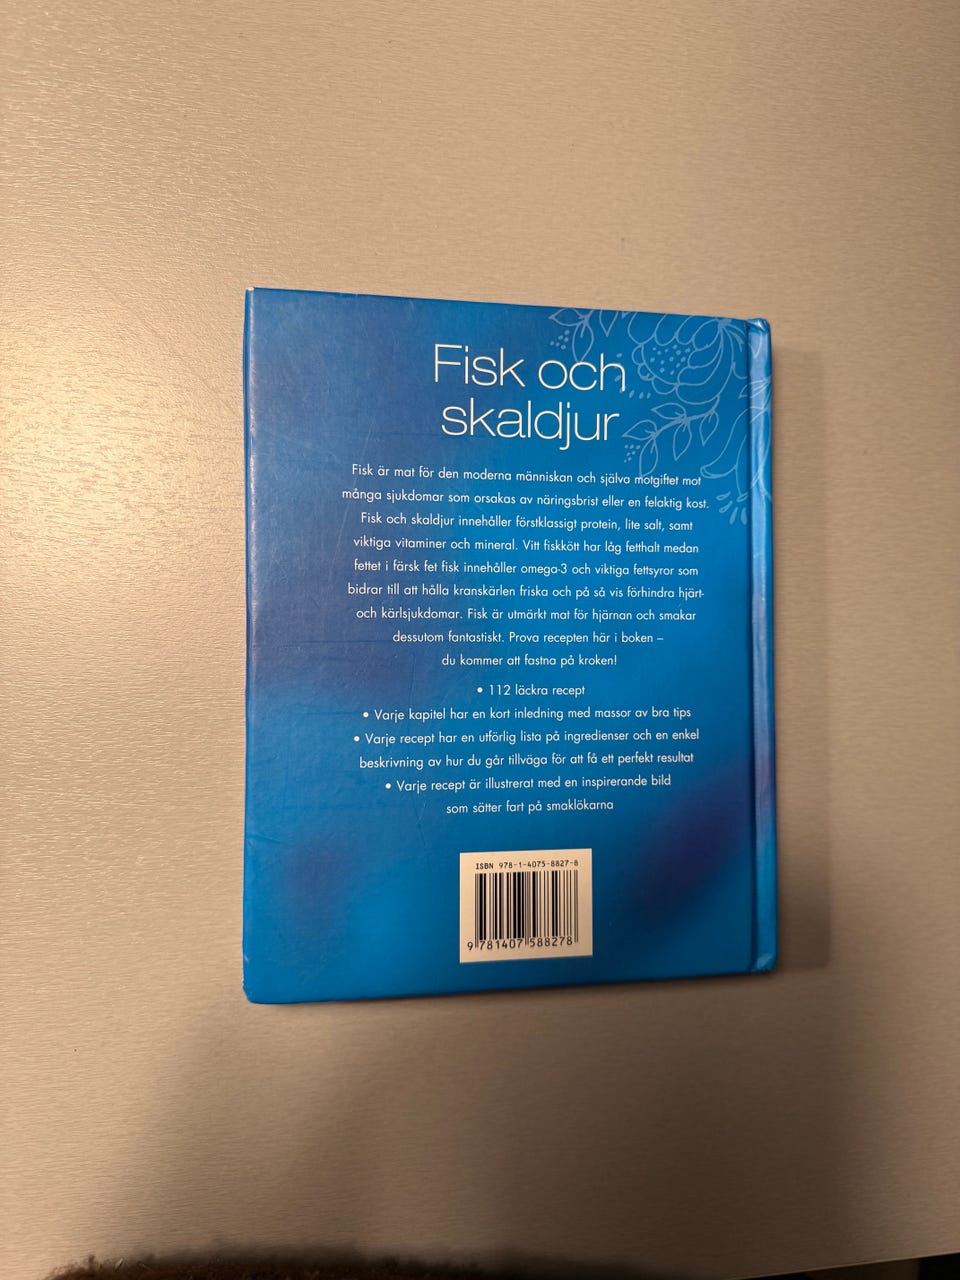 Fisk och
skaldjur
Fisk är mat för den moderna människan och själva motgiftet mot
många sjukdomar som orsakas av näringsbrist eller en felaktig kost.
Fisk och skaldjur innehåller förstklassigt protein, lite salt, samt
viktiga vitaminer och mineral. Vitt fiskkött har låg fetthalt medan
fettet i färsk fet fisk innehåller omega-3 och viktiga fettsyror som
bidrar till att hålla kranskärlen friska och på så vis förhindra hjärt-
och kärlsjukdomar. Fisk är utmärkt mat för hjärnan och smakar
dessutom fantastiskt. Prova recepten här i boken –
du kommer att fastna på kroken!
• 112 läckra recept
• Varje kapitel har en kort inledning med massor av bra tips
• Varje recept har en utförlig lista på ingredienser och en enkel
beskrivning av hur du går tillväga för att få ett perfekt resultat
• Varje recept är illustrerat med en inspirerande bild
som sätter fart på smaklökarna
ISBN 978-1-4075-8827-8
9 781407 588278